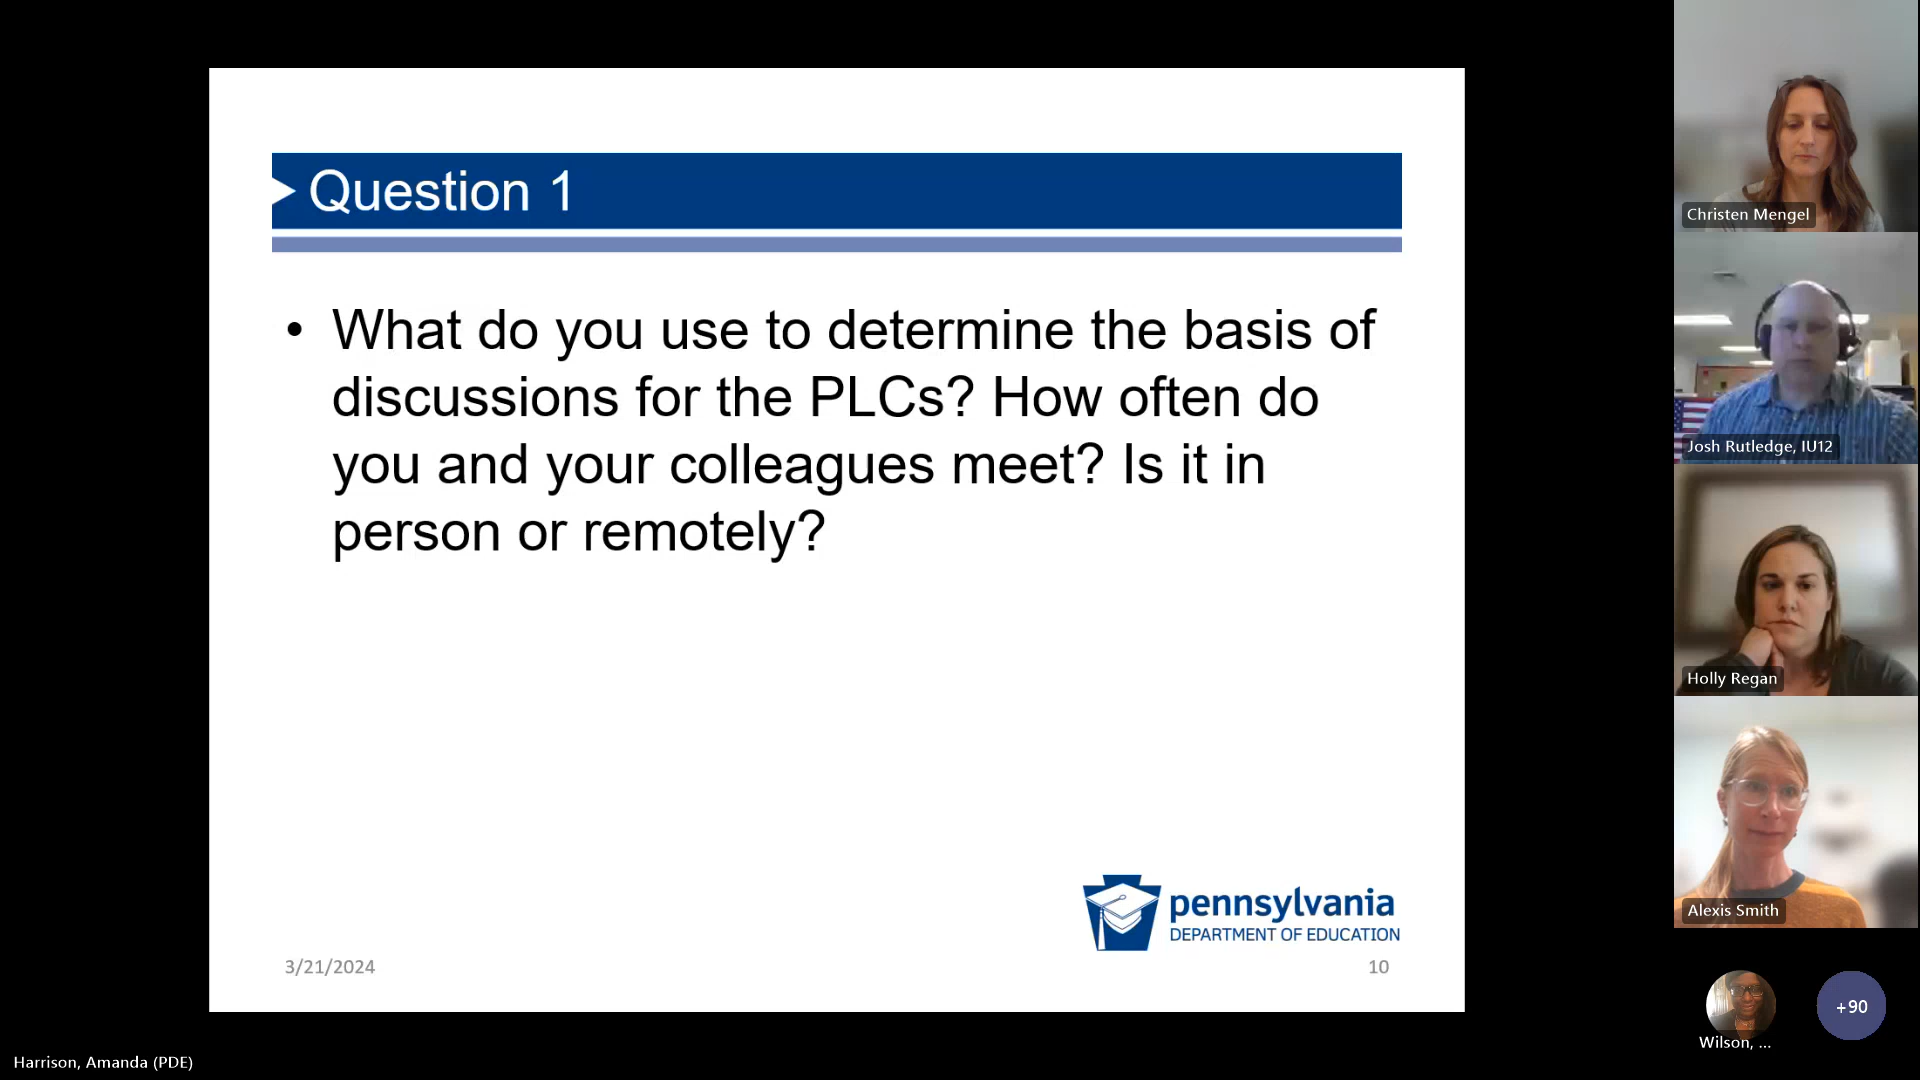 Question 1
• What do you use to determine the basis of
discussions for the PLCs? How often do
you and your colleagues meet? Is it in
person or remotely?
pennsylvania
DEPARTMENT OF EDUCATION
3/21/2024
10
Christen Mengel
Josh Rutledge, IU12
Holly Regan
Alexis Smith
Wilson, ...
+90
Harrison, Amanda (PDE)